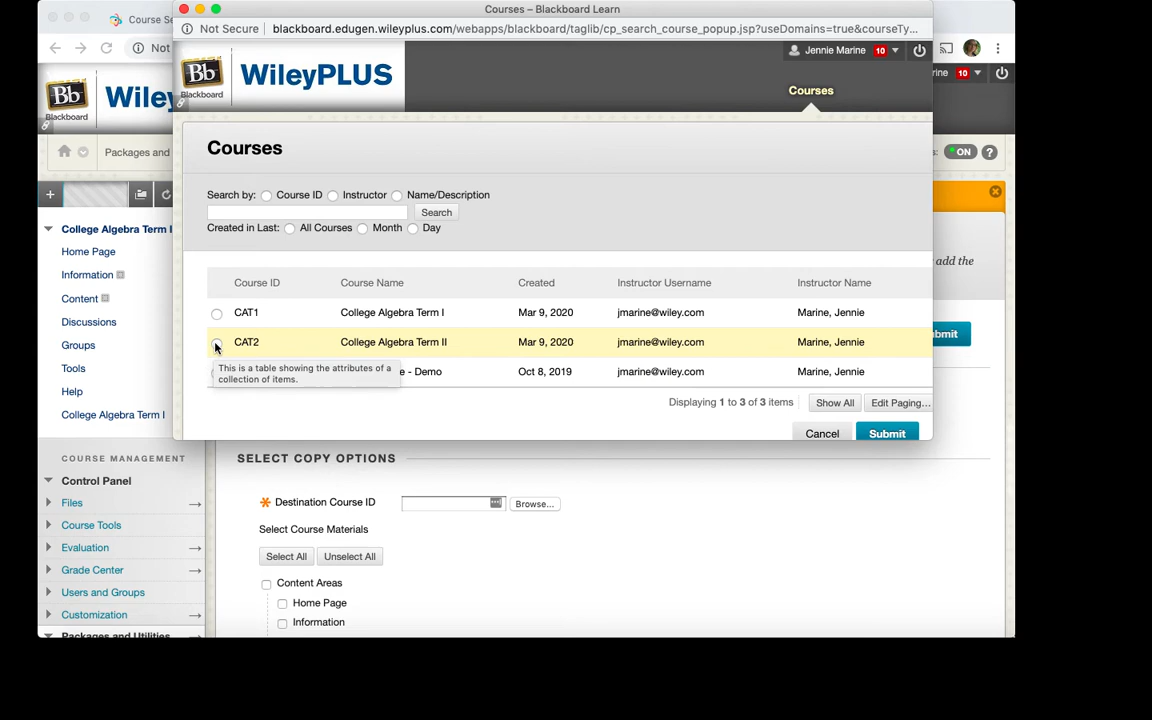 Courses – Blackboard Learn
Course Se
Not Secure
blackboard.edugen.wileyplus.com/webapps/blackboard/taglib/cp_search_course_popup.jsp?useDomains=true&courseTy...
Not
Bb
Blackboard
WileyPLUS
Jennie Marine
10
Courses
Bb
Blackboard
Wiley
rine
10
Packages and
ON
?
Courses
Search by:
Course ID
Instructor
Name/Description
Search
Created in Last:
All Courses
Month
Day
Course ID
Course Name
Created
Instructor Username
Instructor Name
CAT1
College Algebra Term I
Mar 9, 2020
jmarine@wiley.com
Marine, Jennie
CAT2
College Algebra Term II
Mar 9, 2020
jmarine@wiley.com
Marine, Jennie
This is a table showing the attributes of a
collection of items.
e - Demo
Oct 8, 2019
jmarine@wiley.com
Marine, Jennie
Displaying 1 to 3 of 3 items
Show All
Edit Paging...
Cancel
Submit
add the
bmit
College Algebra Term I
Home Page
Information
Content
Discussions
Groups
Tools
Help
College Algebra Term I
COURSE MANAGEMENT
Control Panel
Files
Course Tools
Evaluation
Grade Center
Users and Groups
Customization
Packages and Utilities
SELECT COPY OPTIONS
Destination Course ID
Browse...
Select Course Materials
Select All
Unselect All
Content Areas
Home Page
Information